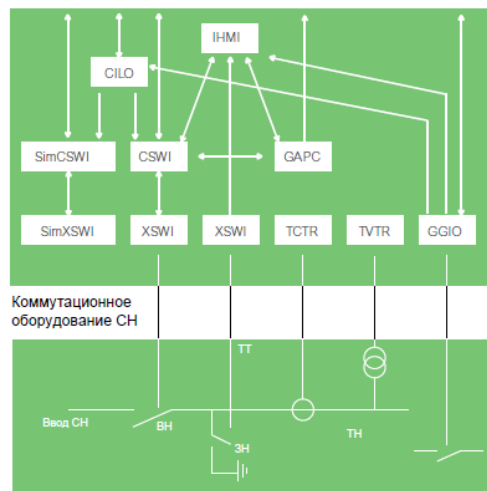 IHMI
CILO
SimCSWI
CSWI
GAPC
SimXSWI
XSWI
XSWI
TCTR
TVTR
GGIO
Коммутационное
оборудование СН
ТТ
Ввод СН
ВН
ЗН
ТН